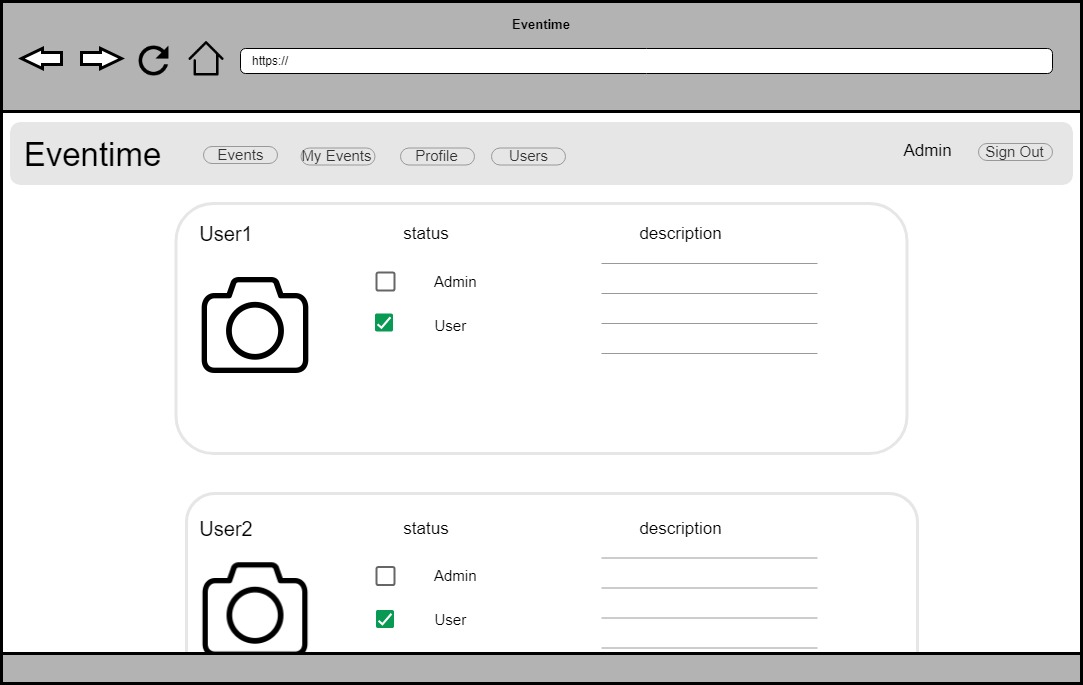 Eventime
https://
Eventime
Events
My Events
Profile
Users
Admin
Sign Out
User1
status
description
Admin
User
User2
status
description
Admin
User